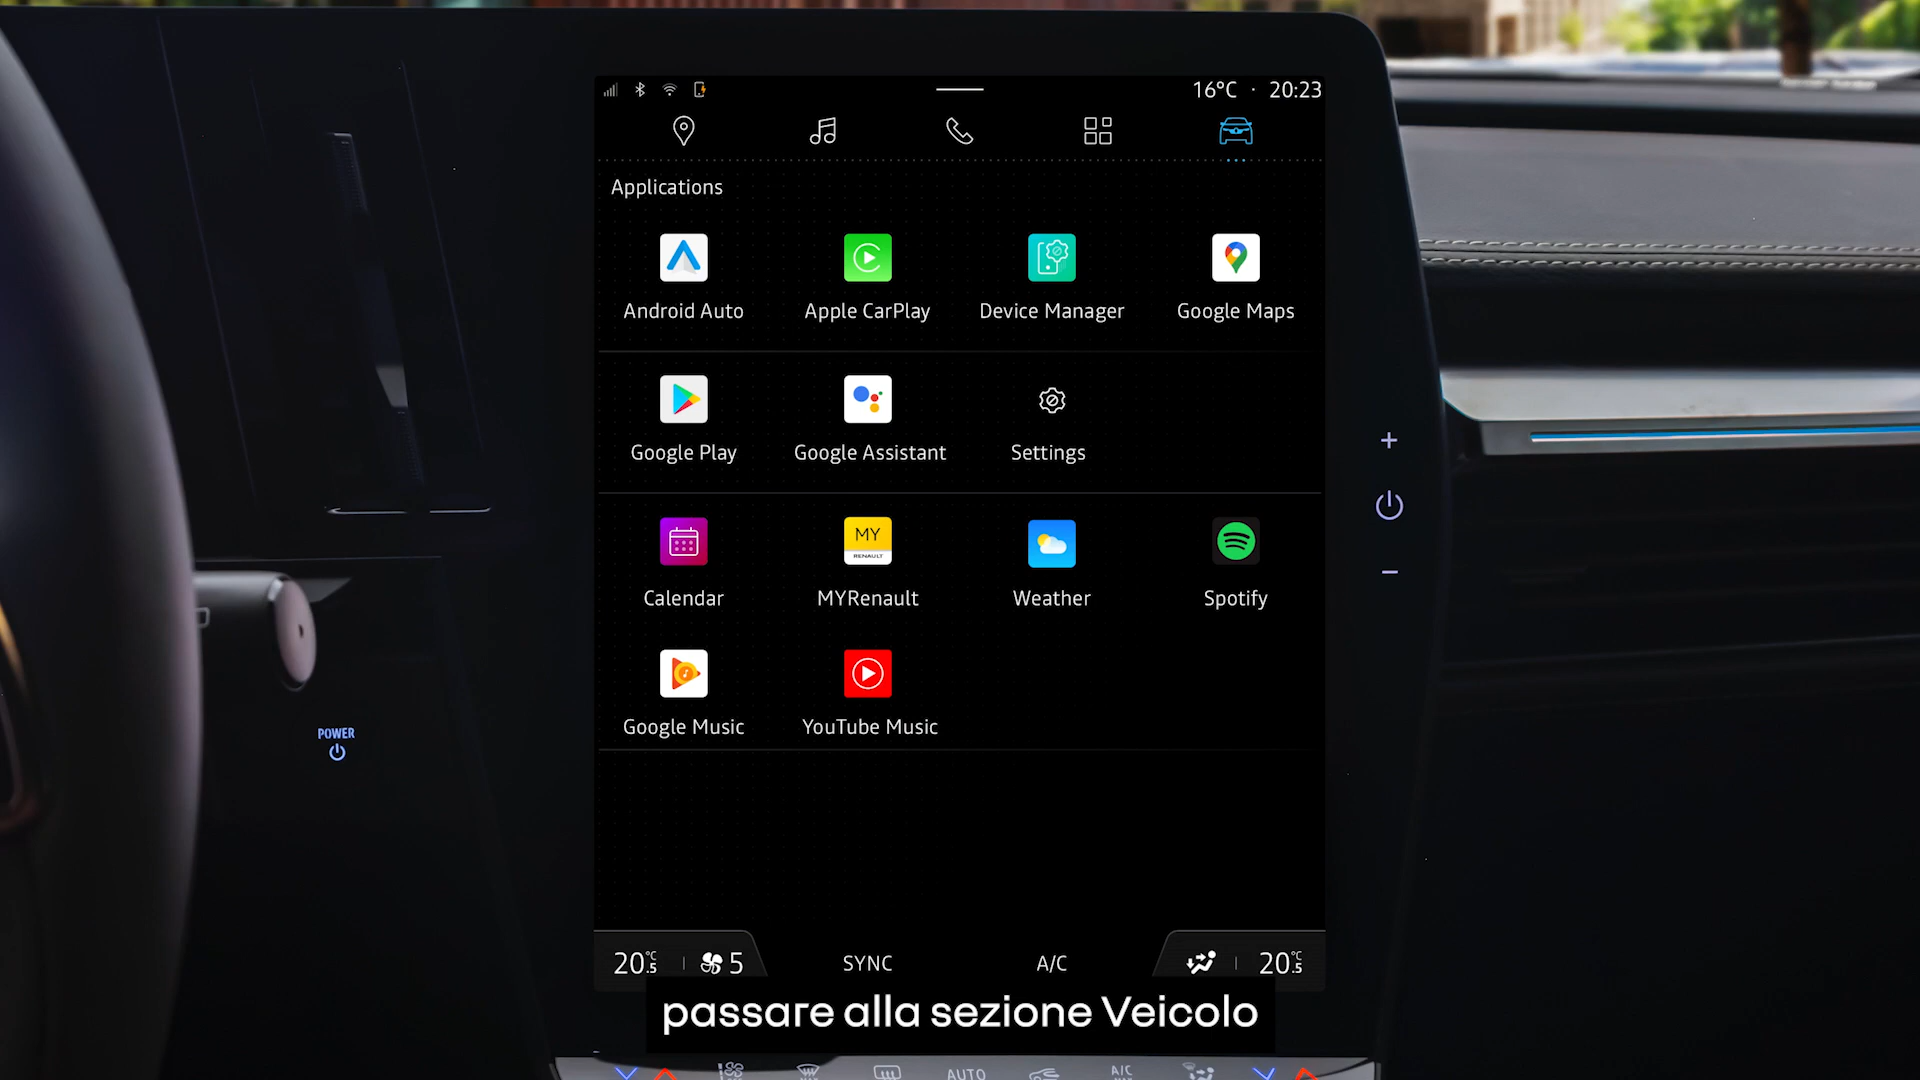 16°C · 20:23
Applications
Android Auto
Apple CarPlay
Device Manager
Google Maps
Google Play
Google Assistant
Settings
MY
RENAULT
Calendar
MYRenault
Weather
Spotify
Google Music
YouTube Music
POWER
20.5°C
5
SYNC
A/C
20.5°C
passare alla sezione Veicolo
AUTO
A/C